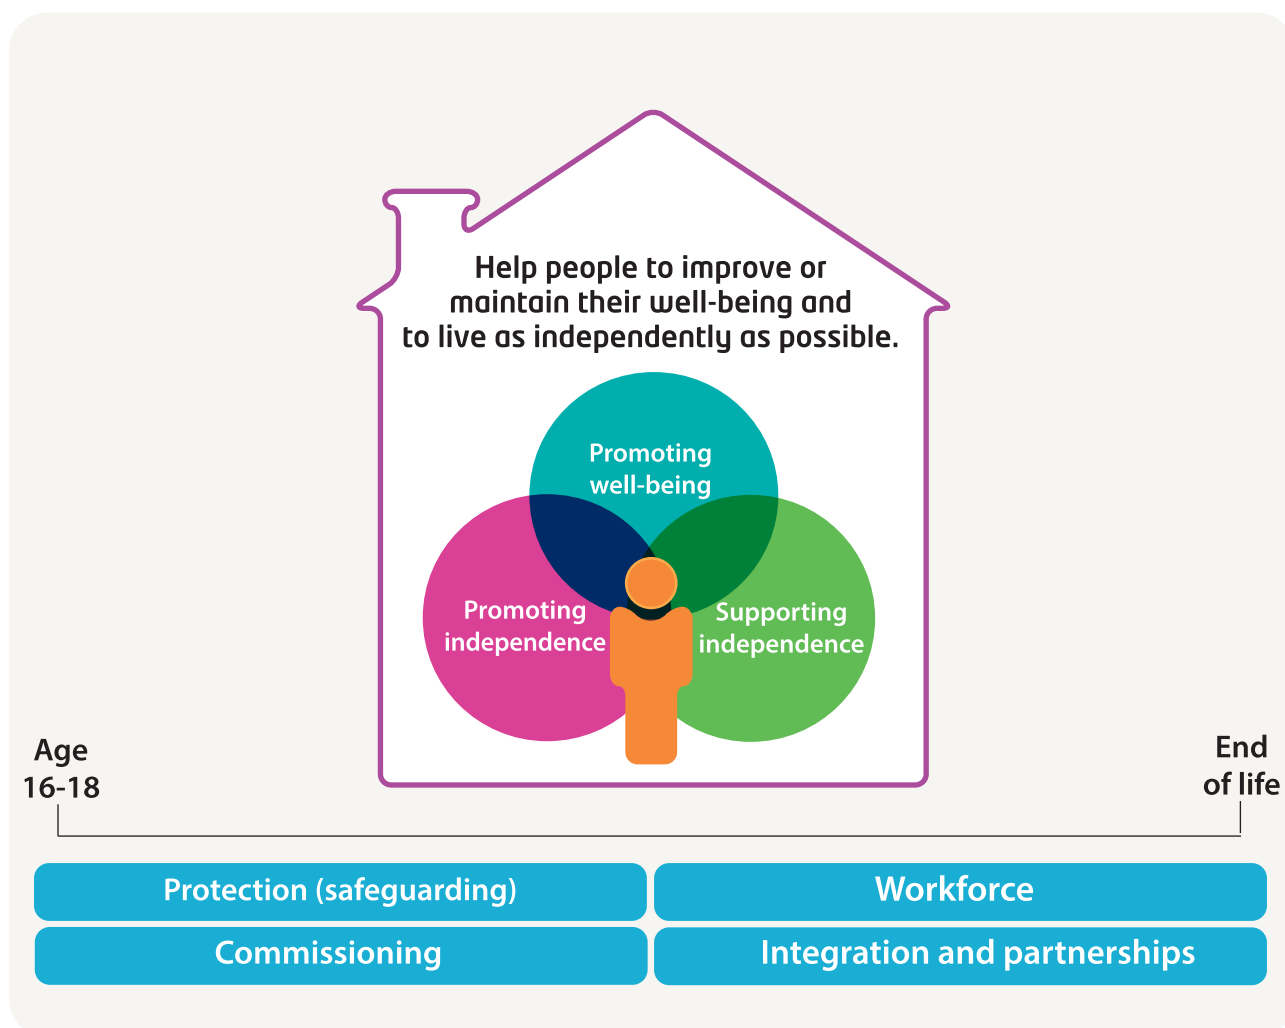 Help people to improve or
maintain their well-being and
to live as independently as possible.
Promoting
well-being
Promoting
independence
Supporting
independence
Age
16-18
End
of life
Protection (safeguarding)
Workforce
Commissioning
Integration and partnerships